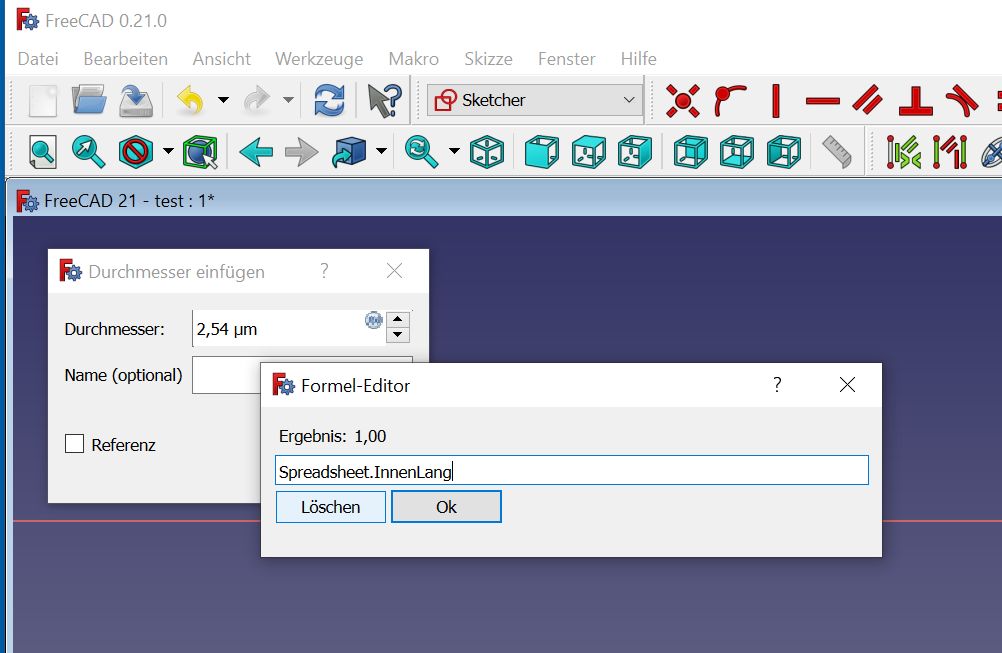 FreeCAD 0.21.0
Datei Bearbeiten Ansicht Werkzeuge Makro Skizze Fenster Hilfe
Sketcher
FreeCAD 21 - test : 1*
Durchmesser einfügen ?
Durchmesser: 2,54 µm
Name (optional)
Referenz
Formel-Editor ?
Ergebnis: 1,00
Spreadsheet.InnenLang
Löschen Ok